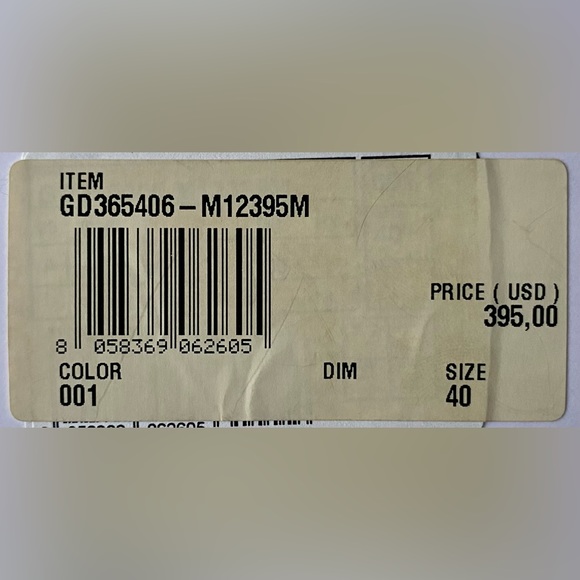 ITEM
GD365406-M12395M
PRICE ( USD )
395,00
8 058369 062605
COLOR DIM SIZE
001 40